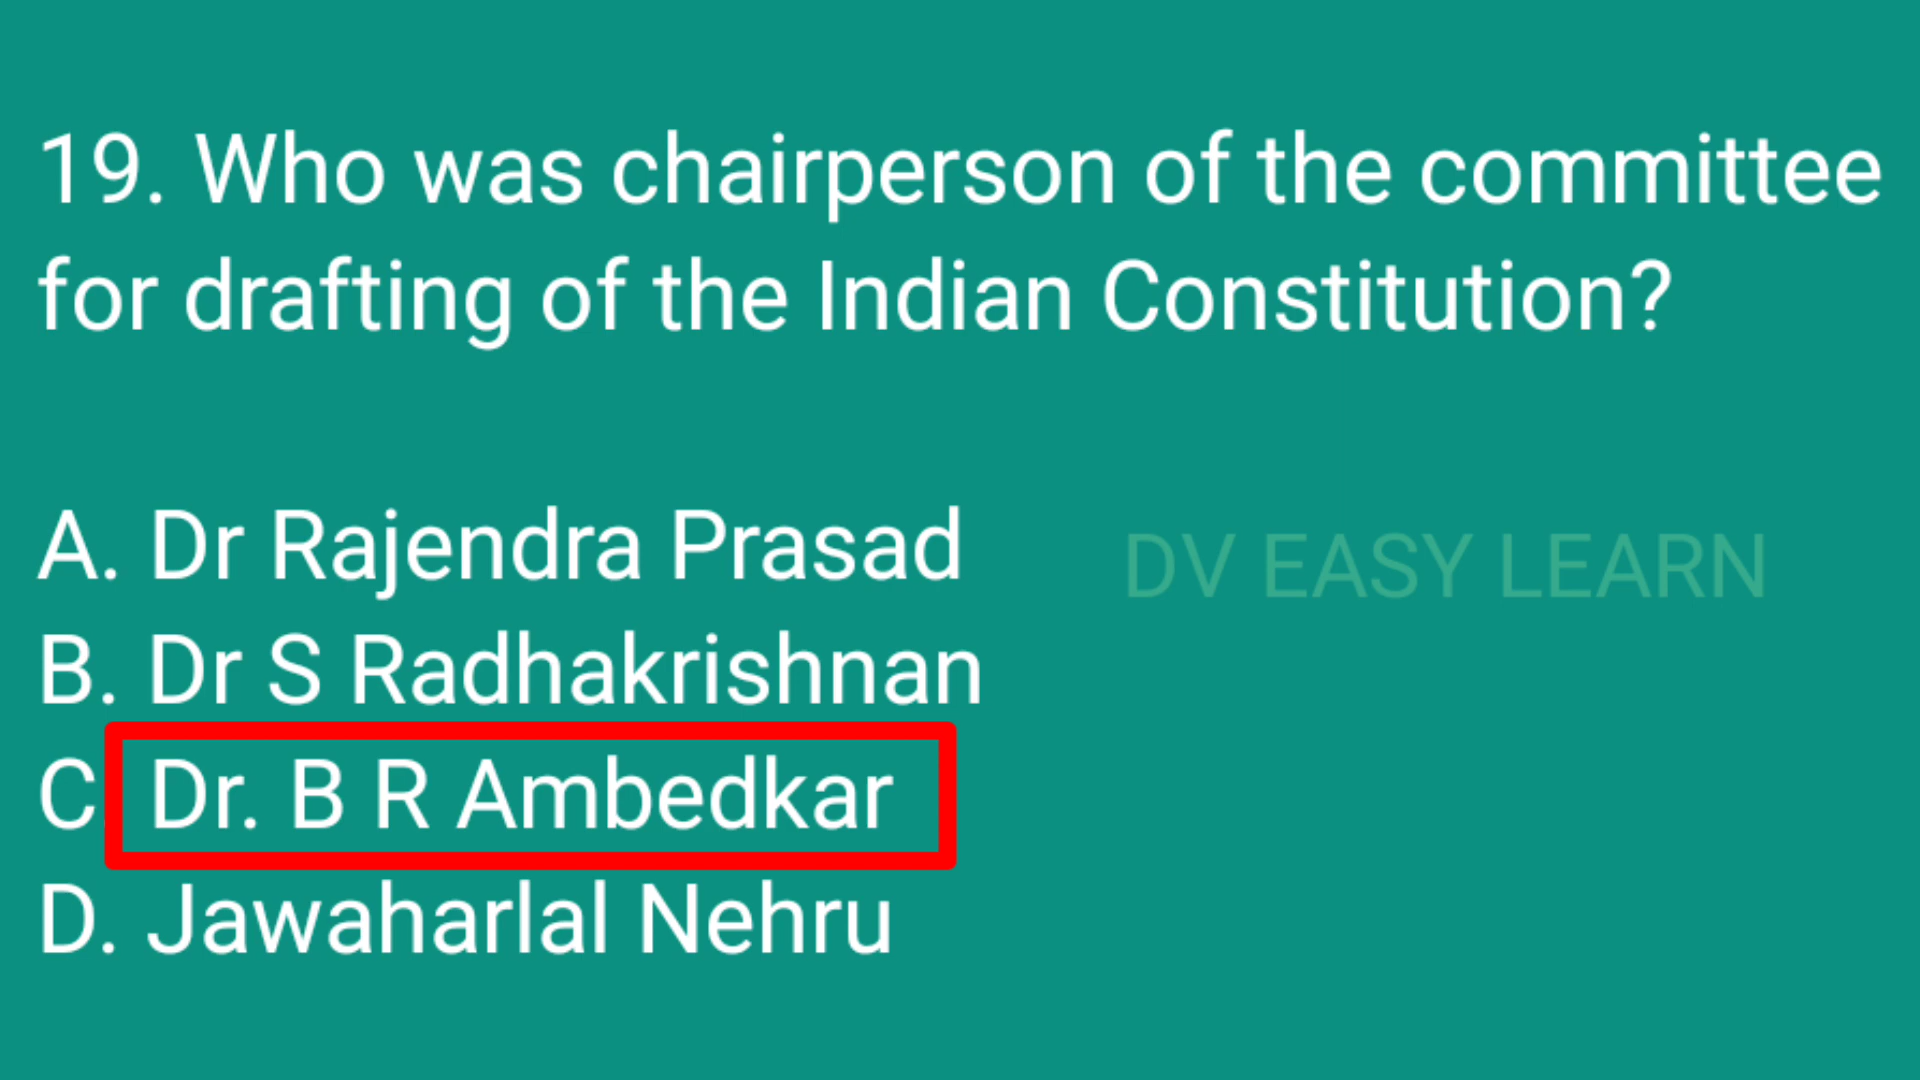 19. Who was chairperson of the committee
for drafting of the Indian Constitution?
A. Dr Rajendra Prasad
DV EASY LEARN
B. Dr S Radhakrishnan
C Dr. B R Ambedkar
D. Jawaharlal Nehru